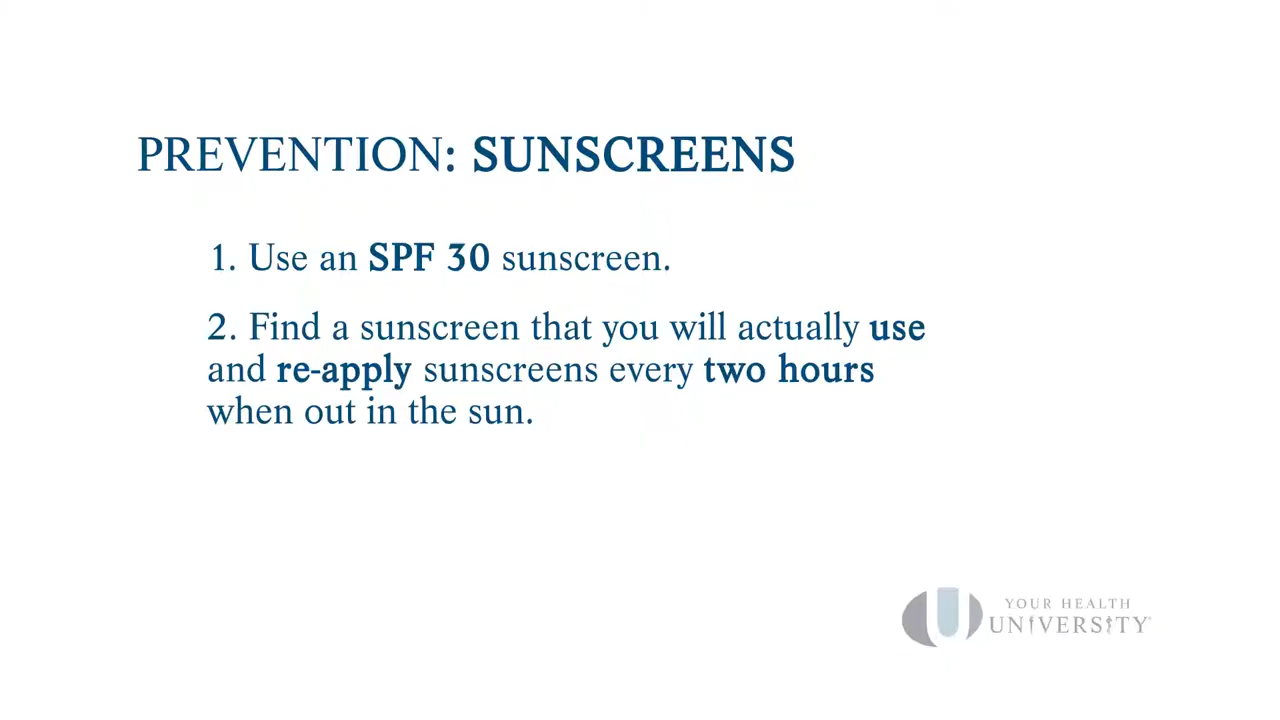 PREVENTION: SUNSCREENS
1. Use an SPF 30 sunscreen.
2. Find a sunscreen that you will actually use
and re-apply sunscreens every two hours
when out in the sun.
YOUR HEALTH
UNIVERSITY